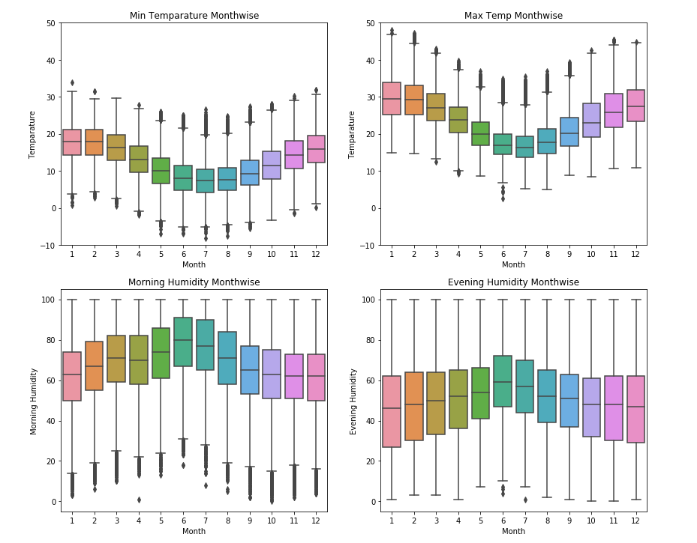 Min Temparature Monthwise
50
40
30
20
10
0
−10
Temparature
1 2 3 4 5 6 7 8 9 10 11 12
Month
Max Temp Monthwise
50
40
30
20
10
0
−10
Temparature
1 2 3 4 5 6 7 8 9 10 11 12
Month
Morning Humidity Monthwise
100
80
60
40
20
0
Morning Humidity
1 2 3 4 5 6 7 8 9 10 11 12
Month
Evening Humidity Monthwise
100
80
60
40
20
0
Evening Humidity
1 2 3 4 5 6 7 8 9 10 11 12
Month